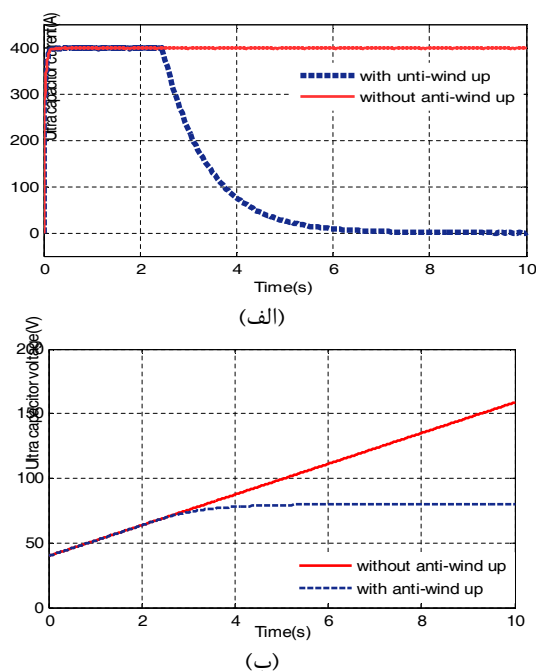 Ultra capacitor current(A)
400
300
200
100
0
with unti-wind up
without anti-wind up
0 2 4 6 8 10
Time(s)
(الف)
Ultra capacitor voltage(V)
200
150
100
50
0
without anti-wind up
with anti-wind up
0 2 4 6 8 10
Time(s)
(ب)